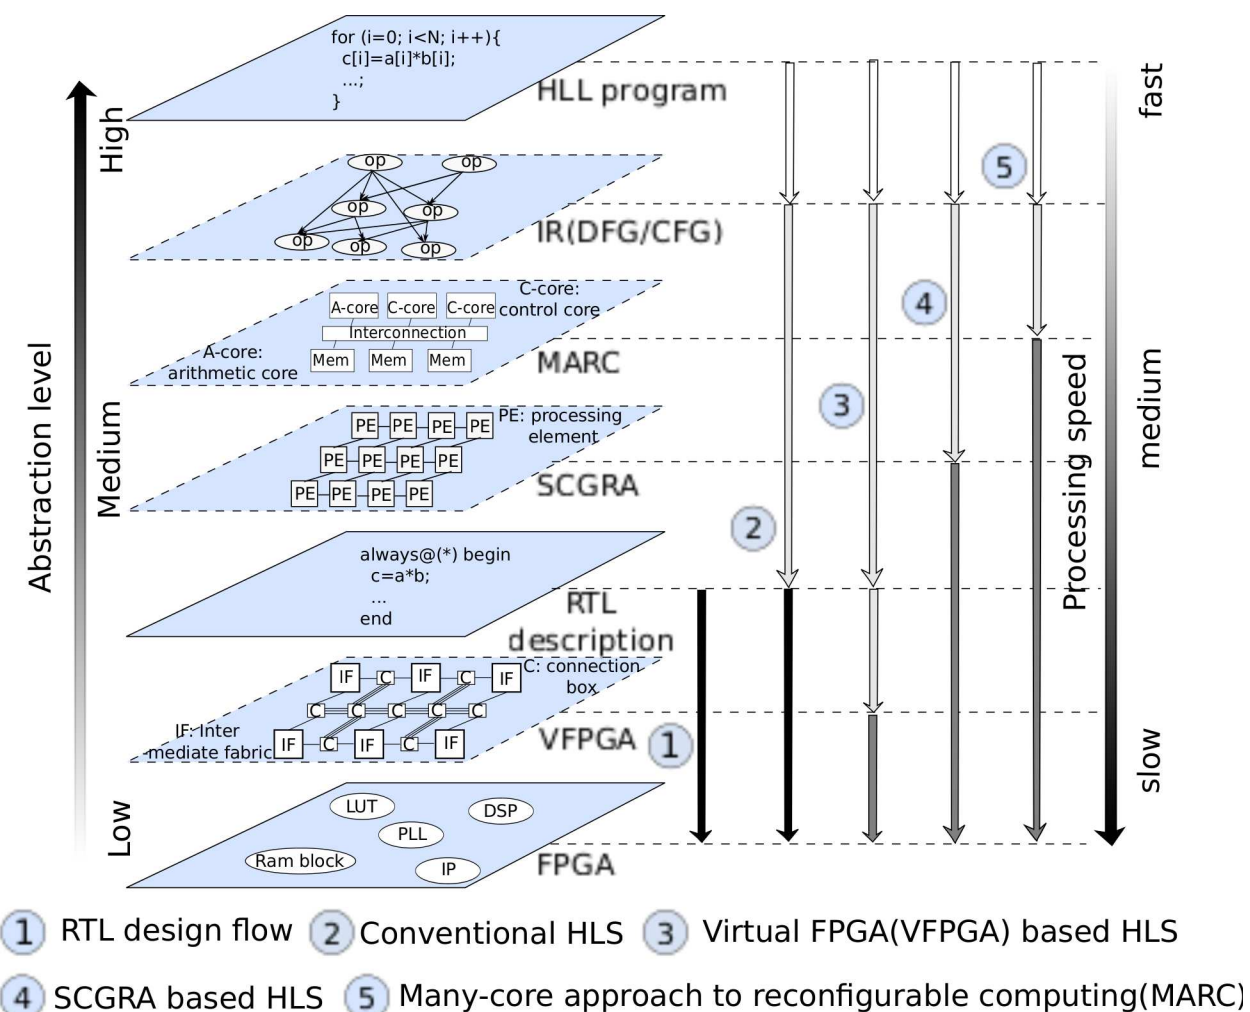 for (i=0; i<N; i++){
c[i]=a[i]*b[i];
...;
}
HLL program
fast
High
op op
op op
op op op
5
IR(DFG/CFG)
C-core:
control core
A-core C-core C-core
Interconnection
Mem Mem Mem
A-core:
arithmetic core
4
MARC
Abstraction level
Medium
PE: processing
element
PE PE PE PE
PE PE PE PE
PE PE PE PE
3
medium
Processing speed
SCGRA
2
always@(*) begin
c=a*b;
...
end
RTL
description
C: connection
box
IF C IF C IF
C C C C C
IF C IF C IF
IF: Inter
-mediate fabric
VFPGA
1
slow
Low
LUT DSP
PLL
Ram block IP
FPGA
1 RTL design flow 2 Conventional HLS 3 Virtual FPGA(VFPGA) based HLS
4 SCGRA based HLS 5 Many-core approach to reconfigurable computing(MARC)